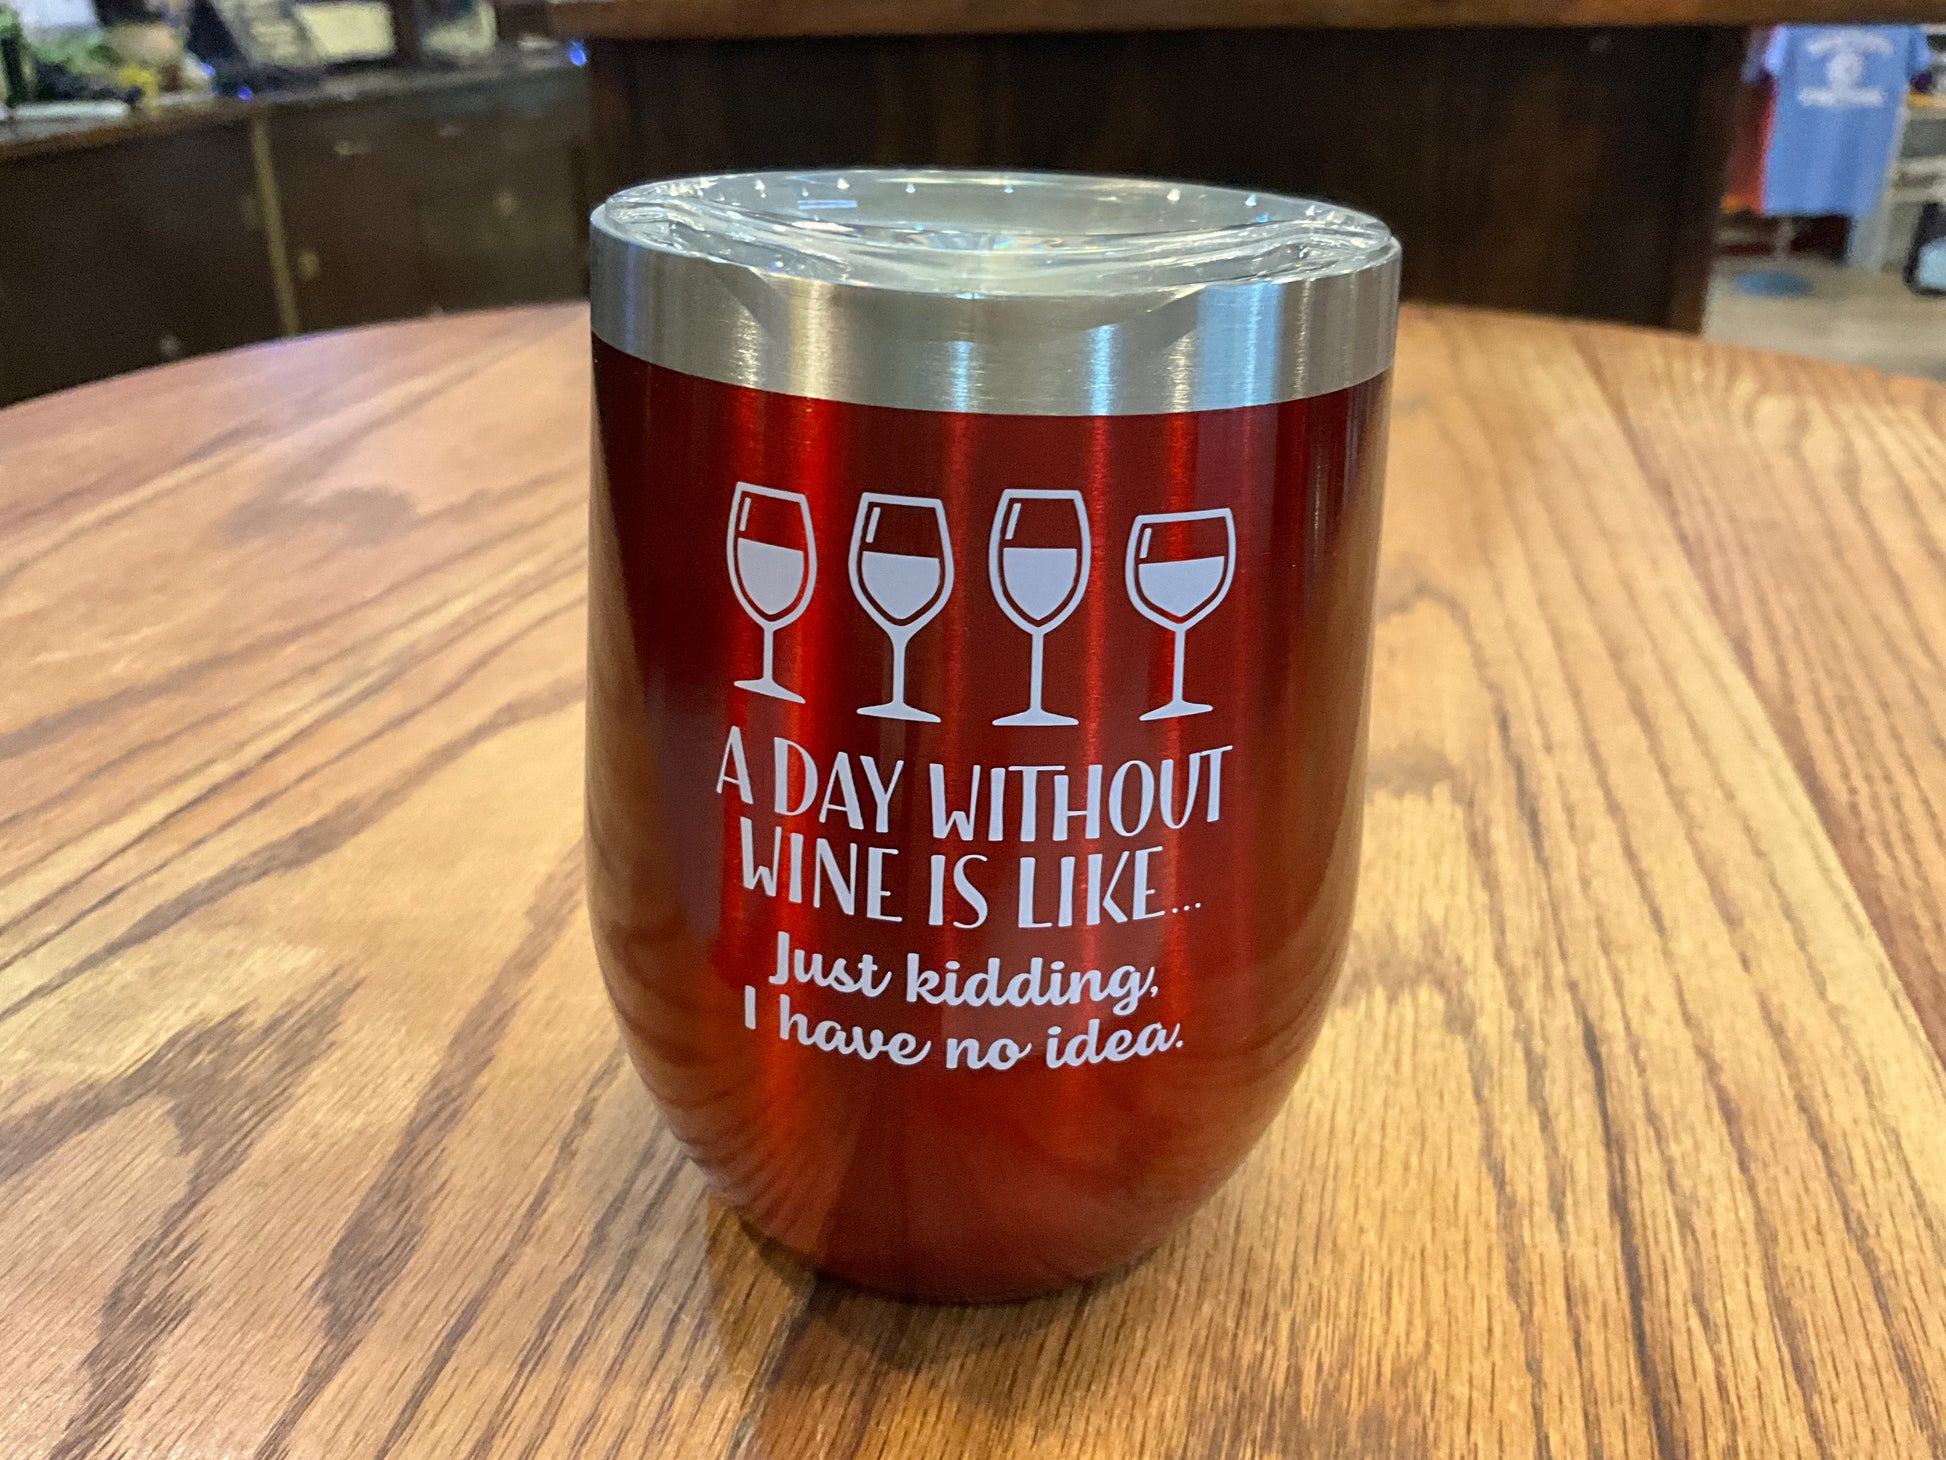 A DAY WITHOUT
WINE IS LIKE...
Just kidding,
I have no idea.